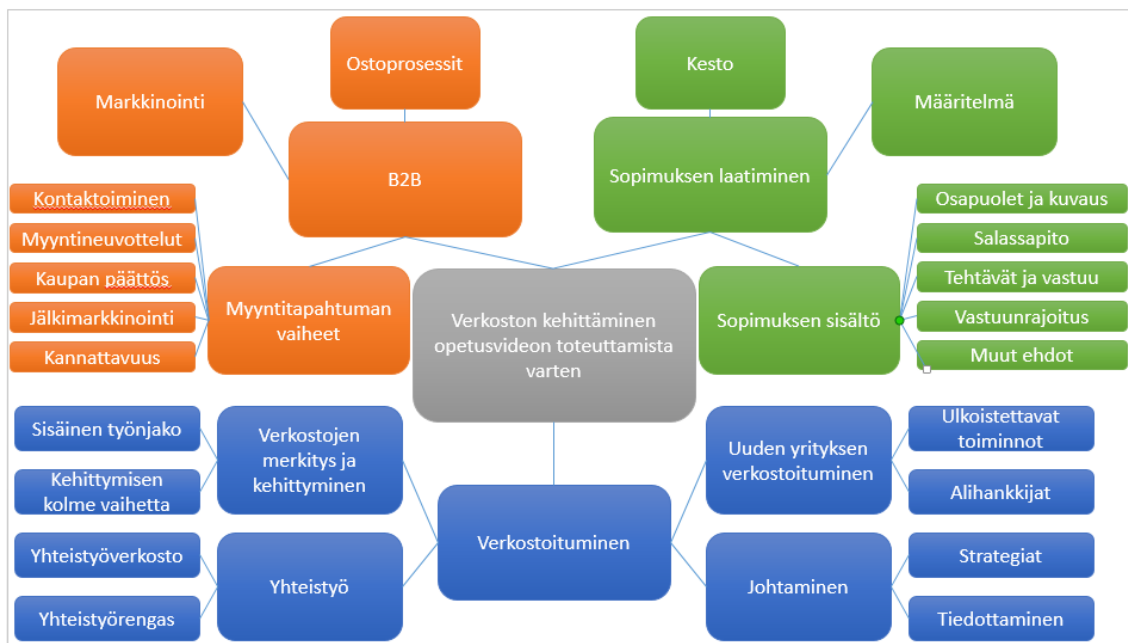 Ostoprosessit
Kesto
Markkinointi
Määritelmä
B2B
Sopimuksen laatiminen
Kontaktoiminen
Myyntineuvottelut
Kaupan päättös
Jälkimarkkinointi
Kannattavuus
Myyntitapahtuman
vaiheet
Verkoston kehittäminen
opetusvideon toteuttamista
varten
Sopimuksen sisältö
Osapuolet ja kuvaus
Salassapito
Tehtävät ja vastuu
Vastuunrajoitus
Muut ehdot
Sisäinen työnjako
Kehittymisen
kolme vaihetta
Verkostojen
merkitys ja
kehittyminen
Uuden yrityksen
verkostoituminen
Ulkoistettavat
toiminnot
Alihankkijat
Yhteistyöverkosto
Yhteistyörengas
Yhteistyö
Verkostoituminen
Johtaminen
Strategiat
Tiedottaminen